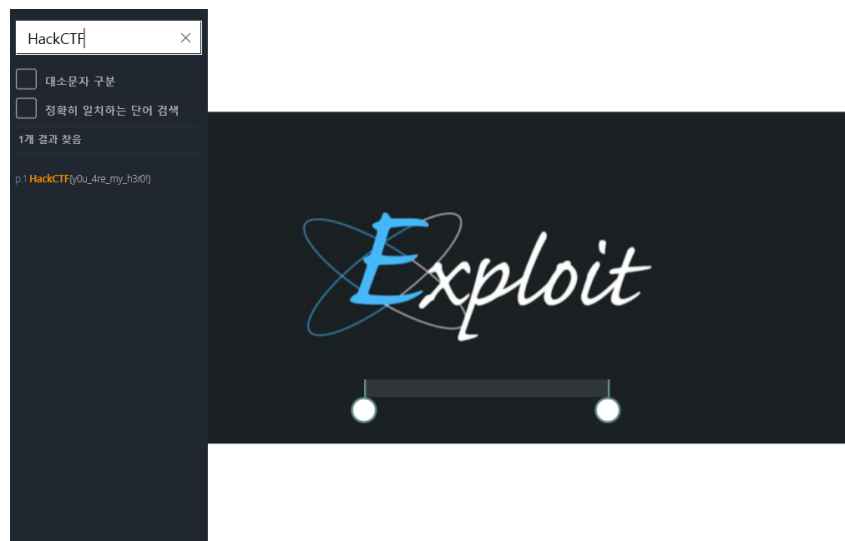 HackCTF
대소문자 구분
정확히 일치하는 단어 검색
1개 결과 찾음
p.1 HackCTF{y0u_4re_my_h3r0!}
Exploit